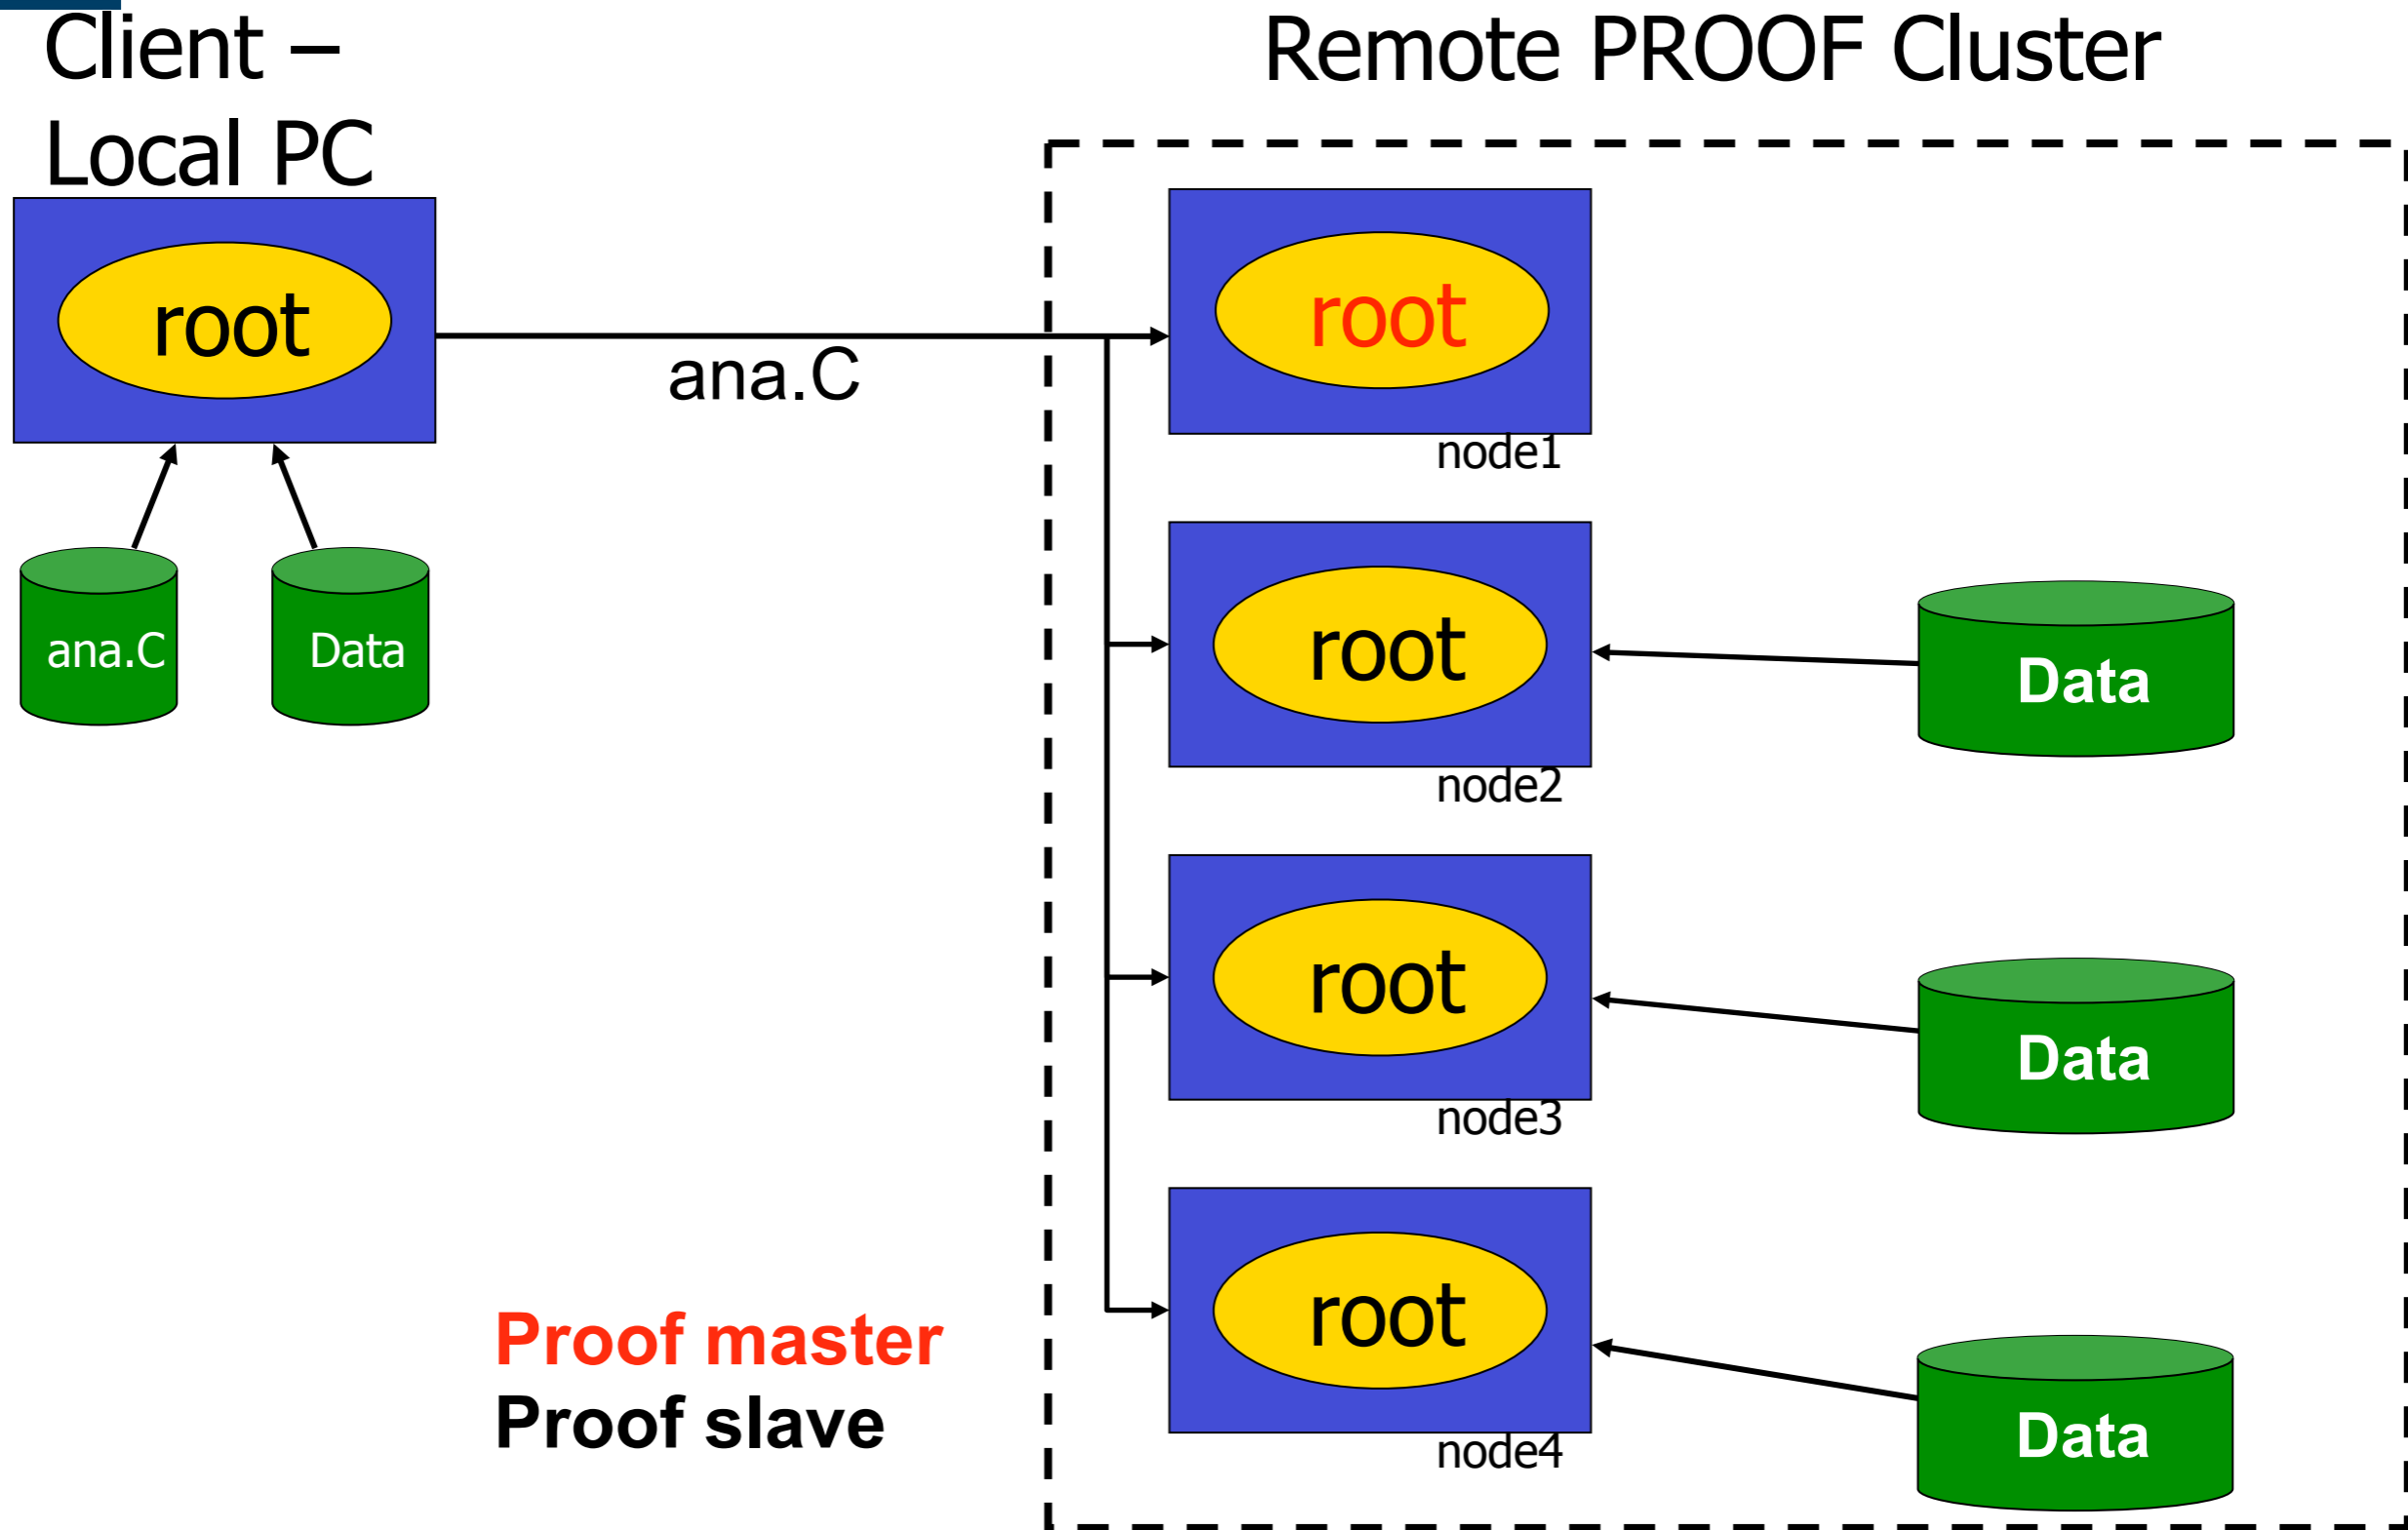 Client –
Local PC
Remote PROOF Cluster
root
ana.C
ana.C
Data
root
node1
root
node2
Data
root
node3
Data
root
node4
Data
Proof master
Proof slave